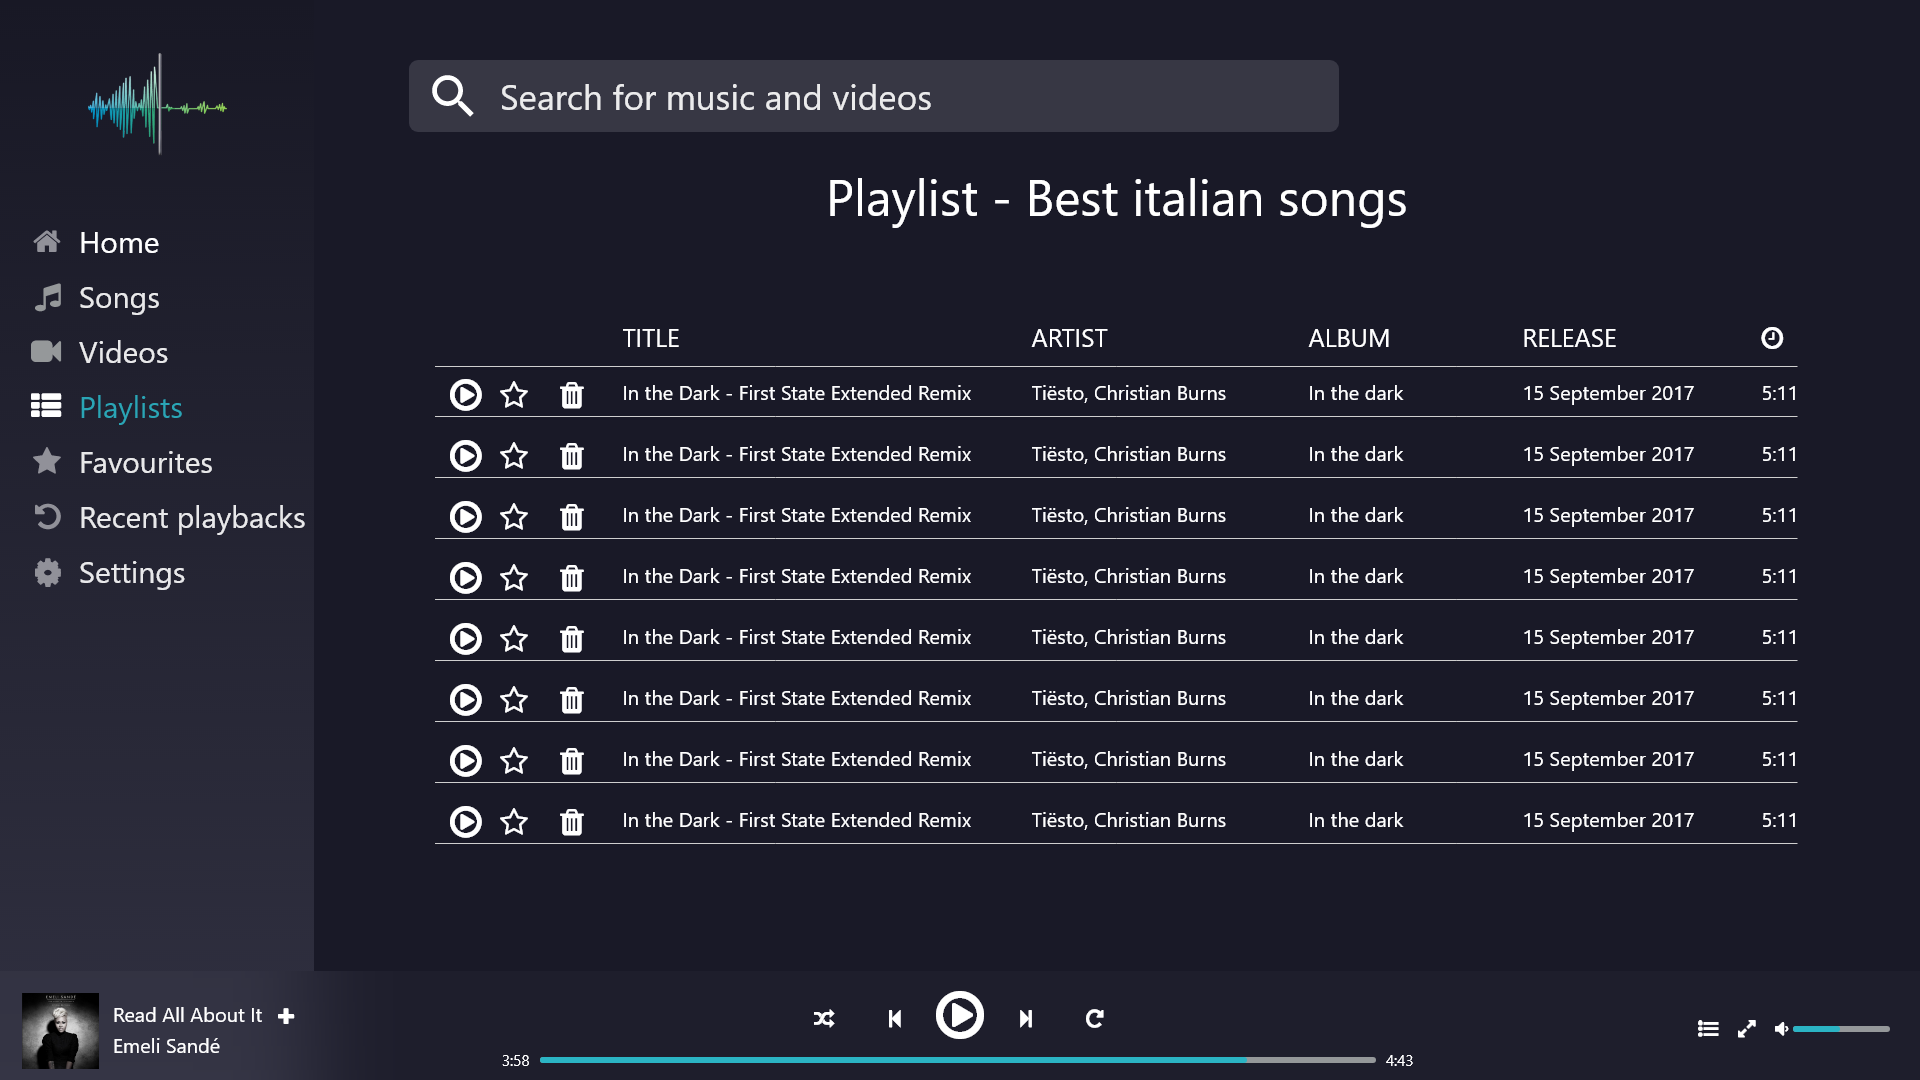 Search for music and videos
Playlist - Best italian songs
Home
Songs
Videos
Playlists
Favourites
Recent playbacks
Settings
TITLE ARTIST ALBUM RELEASE
In the Dark - First State Extended Remix Tiësto, Christian Burns In the dark 15 September 2017 5:11
In the Dark - First State Extended Remix Tiësto, Christian Burns In the dark 15 September 2017 5:11
In the Dark - First State Extended Remix Tiësto, Christian Burns In the dark 15 September 2017 5:11
In the Dark - First State Extended Remix Tiësto, Christian Burns In the dark 15 September 2017 5:11
In the Dark - First State Extended Remix Tiësto, Christian Burns In the dark 15 September 2017 5:11
In the Dark - First State Extended Remix Tiësto, Christian Burns In the dark 15 September 2017 5:11
In the Dark - First State Extended Remix Tiësto, Christian Burns In the dark 15 September 2017 5:11
In the Dark - First State Extended Remix Tiësto, Christian Burns In the dark 15 September 2017 5:11
EMELI SANDÉ
Read All About It
Emeli Sandé
3:58 4:43